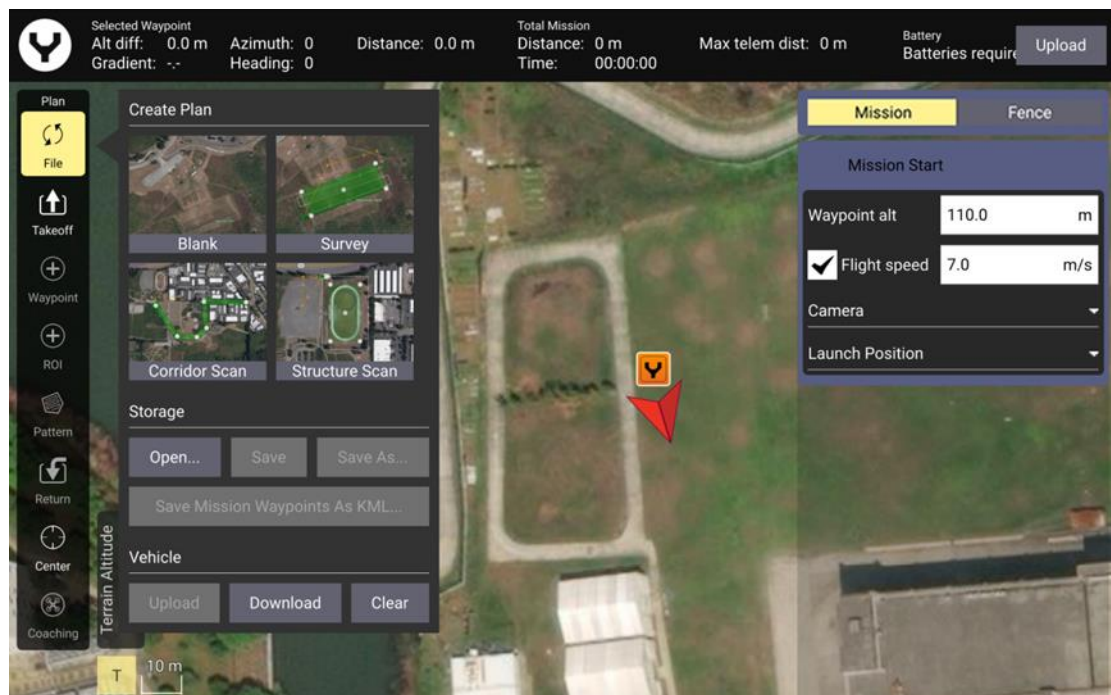 Selected Waypoint
Alt diff: 0.0 m Azimuth: 0 Distance: 0.0 m
Gradient: -.- Heading: 0
Total Mission
Distance: 0 m Max telem dist: 0 m
Time: 00:00:00
Battery
Batteries require
Upload
Plan
File
Takeoff
Waypoint
ROI
Pattern
Return
Center
Coaching
Create Plan
Blank Survey
Corridor Scan Structure Scan
Storage
Open... Save Save As...
Save Mission Waypoints As KML...
Vehicle
Upload Download Clear
Terrain Altitude
T 10 m
Mission Fence
Mission Start
Waypoint alt 110.0 m
Flight speed 7.0 m/s
Camera
Launch Position